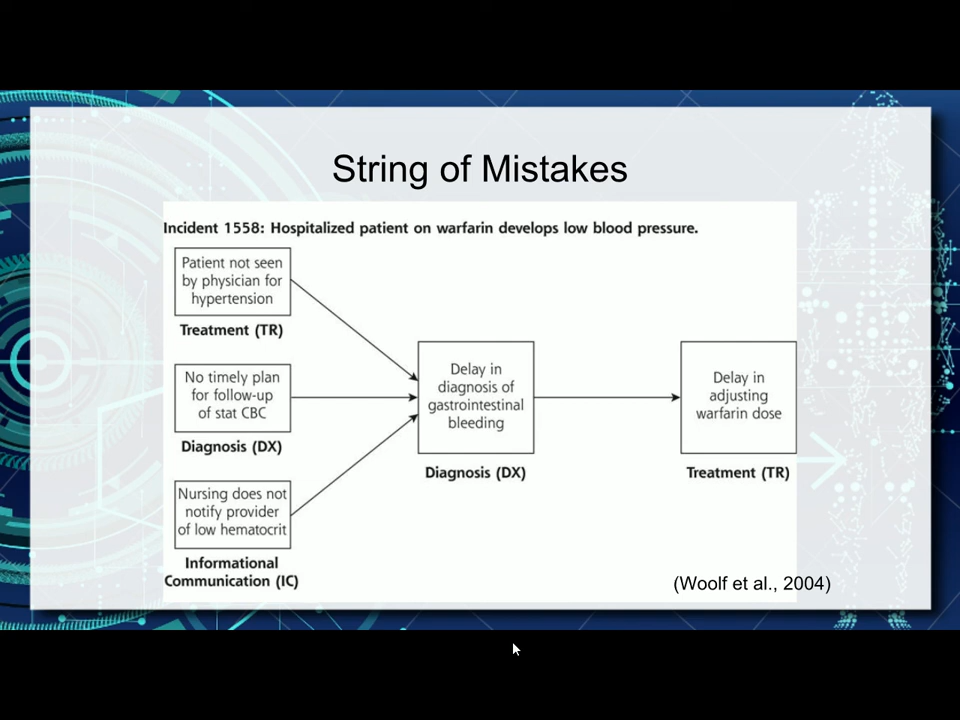 String of Mistakes
Incident 1558: Hospitalized patient on warfarin develops low blood pressure.
Patient not seen
by physician for
hypertension
Treatment (TR)
No timely plan
for follow-up
of stat CBC
Diagnosis (DX)
Nursing does not
notify provider
of low hematocrit
Informational
Communication (IC)
Delay in
diagnosis of
gastrointestinal
bleeding
Diagnosis (DX)
Delay in
adjusting
warfarin dose
Treatment (TR)
(Woolf et al., 2004)